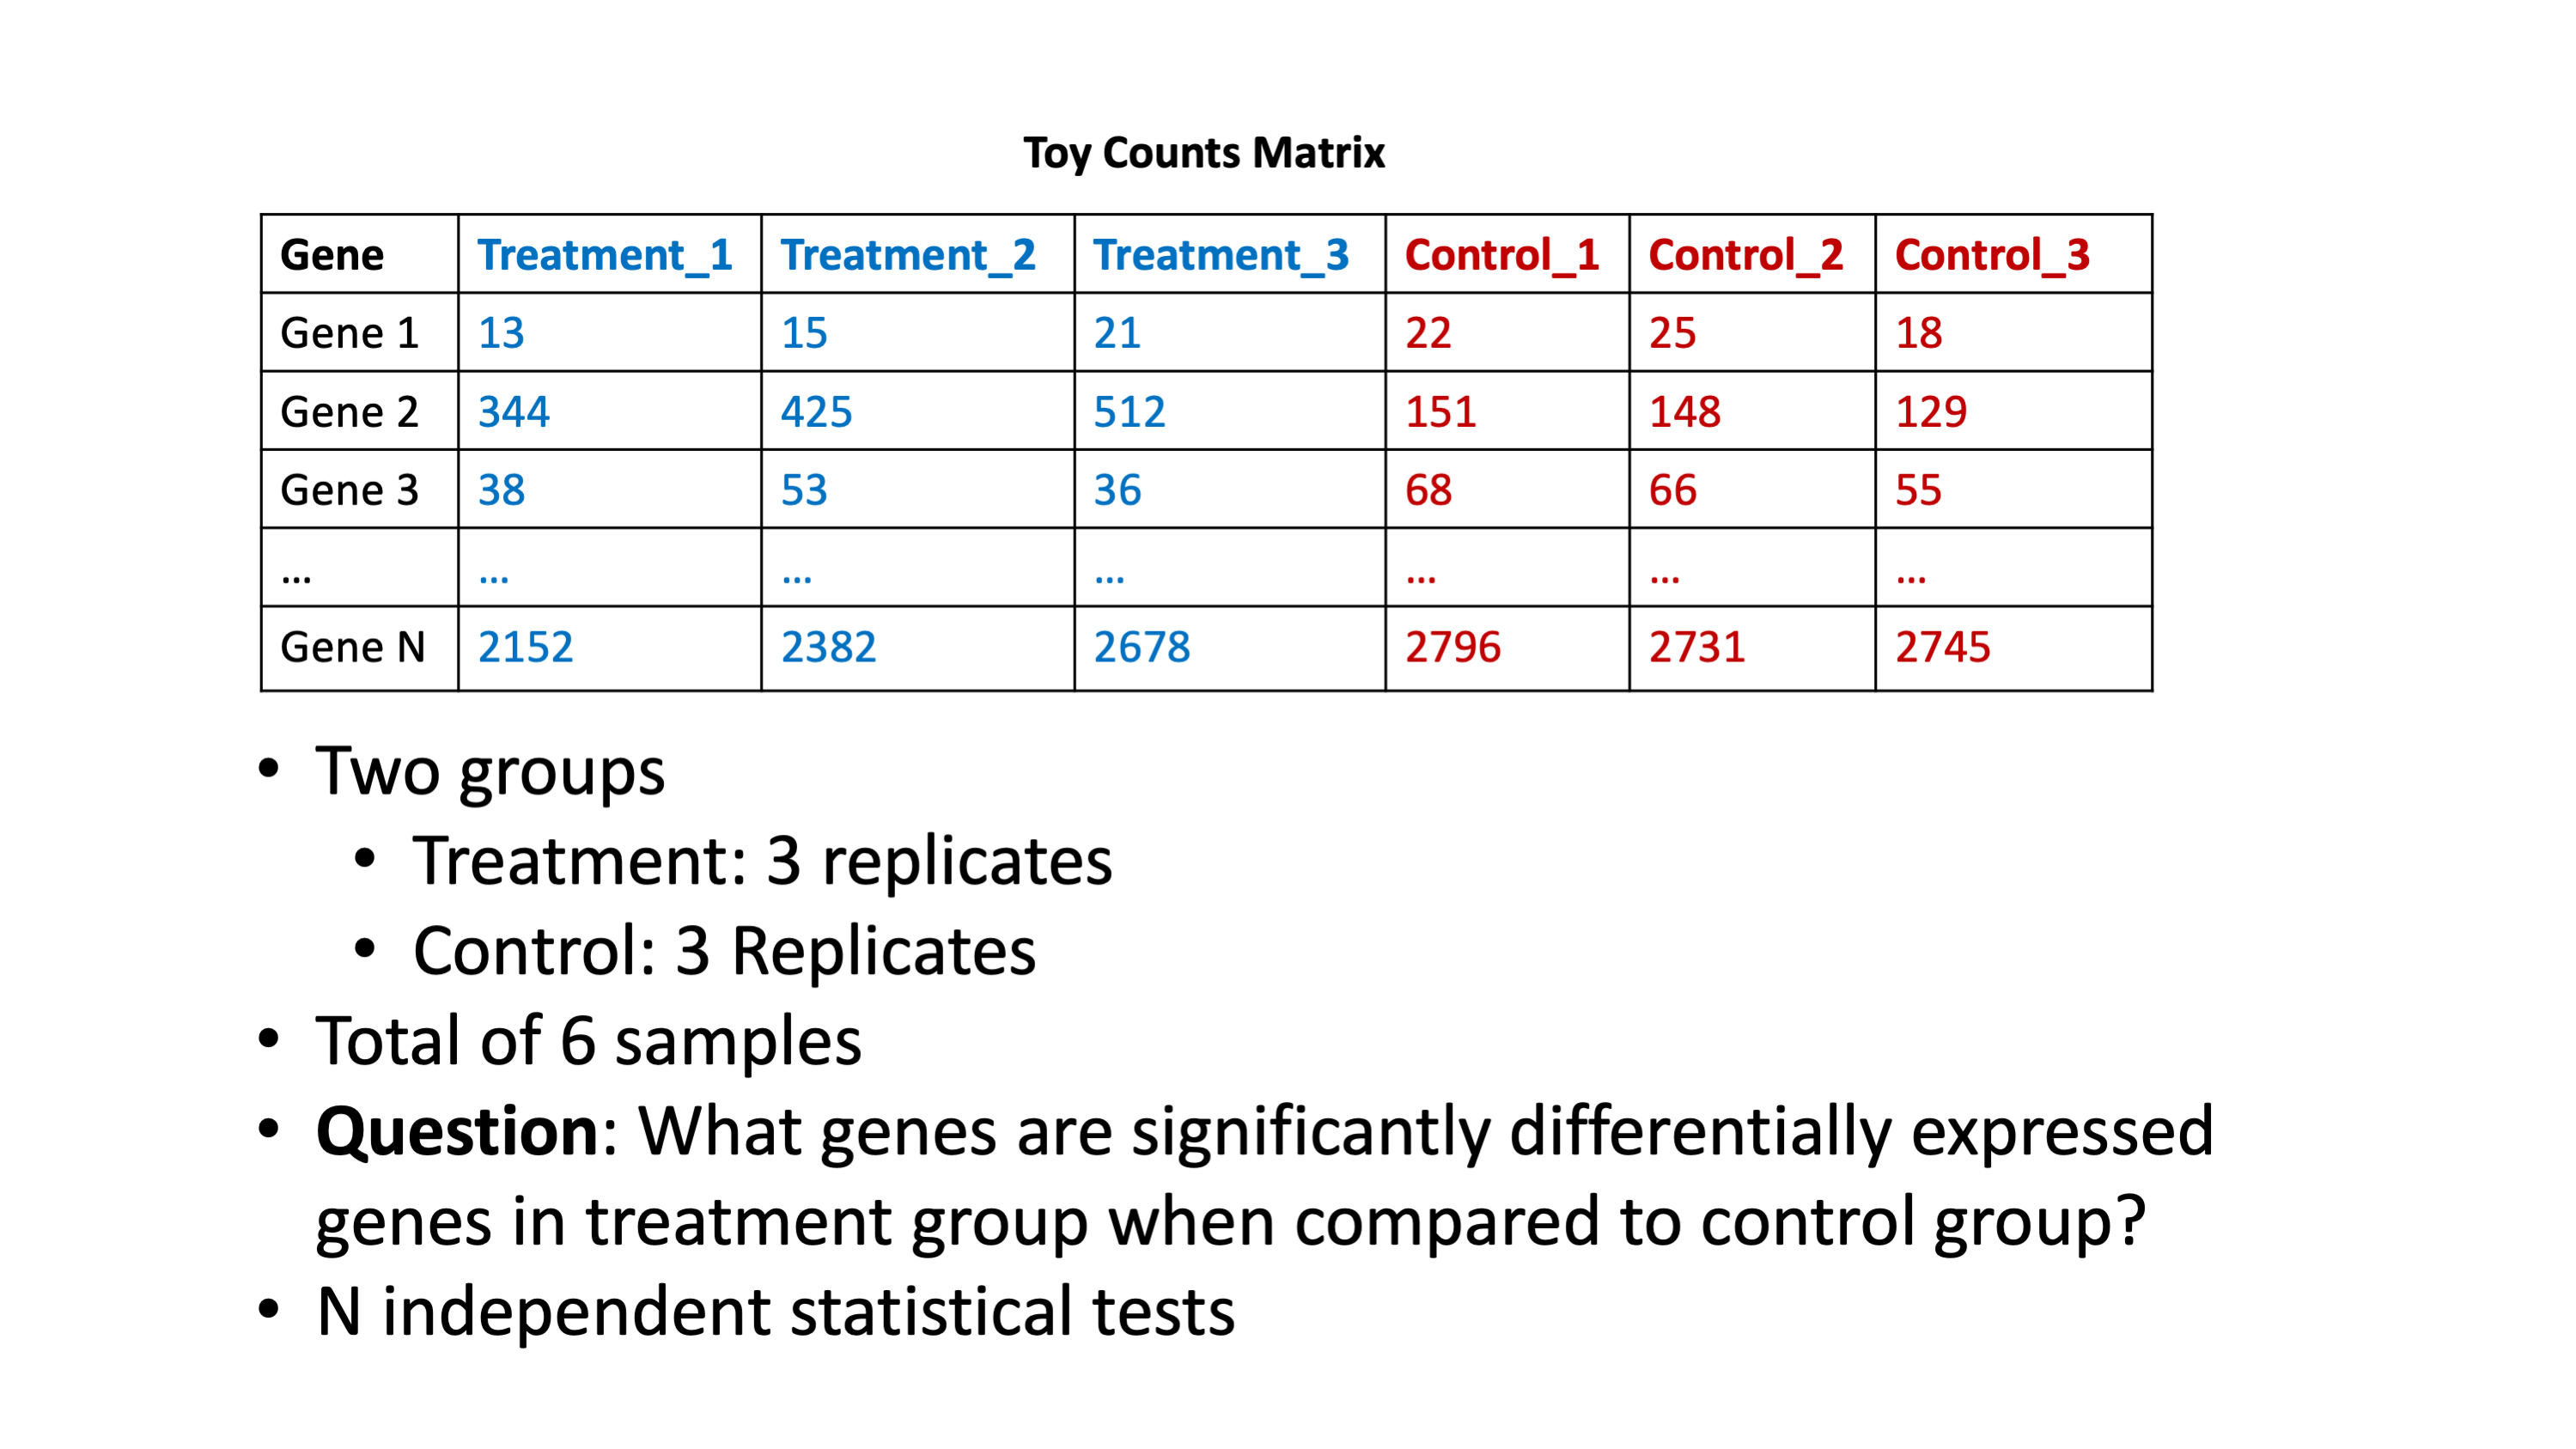 Toy Counts Matrix
Gene Treatment_1 Treatment_2 Treatment_3 Control_1 Control_2 Control_3
Gene 1 13 15 21 22 25 18
Gene 2 344 425 512 151 148 129
Gene 3 38 53 36 68 66 55
... ... ... ... ... ... ...
Gene N 2152 2382 2678 2796 2731 2745
• Two groups
• Treatment: 3 replicates
• Control: 3 Replicates
• Total of 6 samples
• Question: What genes are significantly differentially expressed
genes in treatment group when compared to control group?
• N independent statistical tests